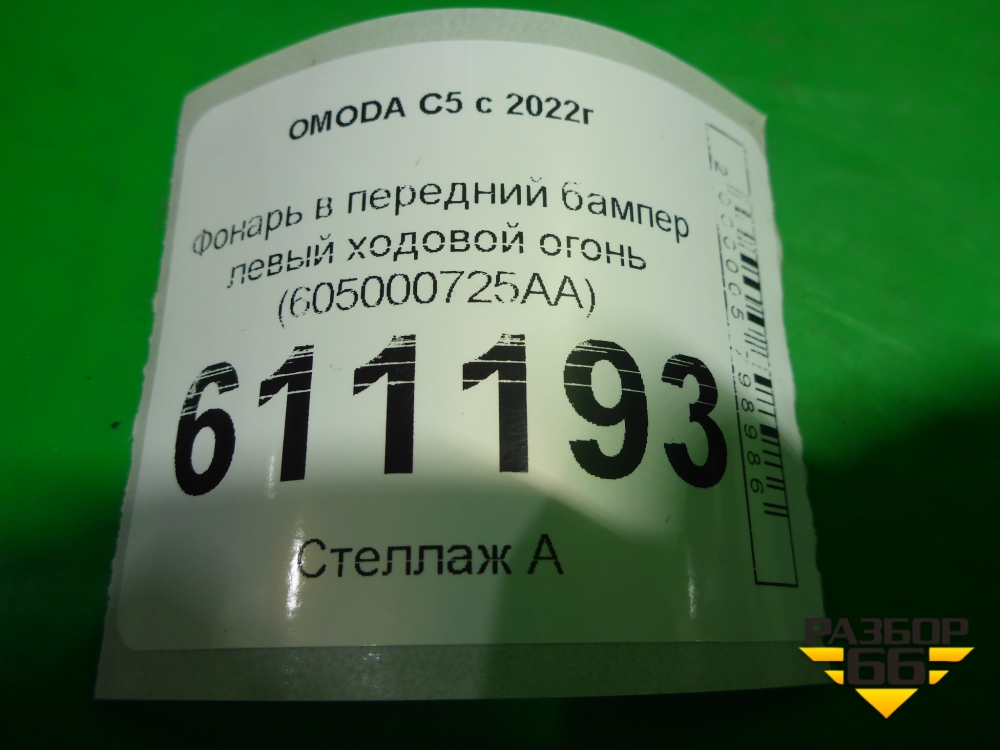 OMODA C5 с 2022г
Фонарь в передний бампер
левый ходовой огонь
(605000725AA)
611193
Стеллаж А
РАЗБОР
66